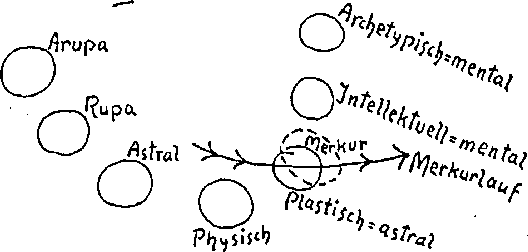 Arupa
Rupa
Astral
Physisch
Archetypisch=mental
Intellektuell=mental
Merkur
Merkurlauf
Plastisch=astral